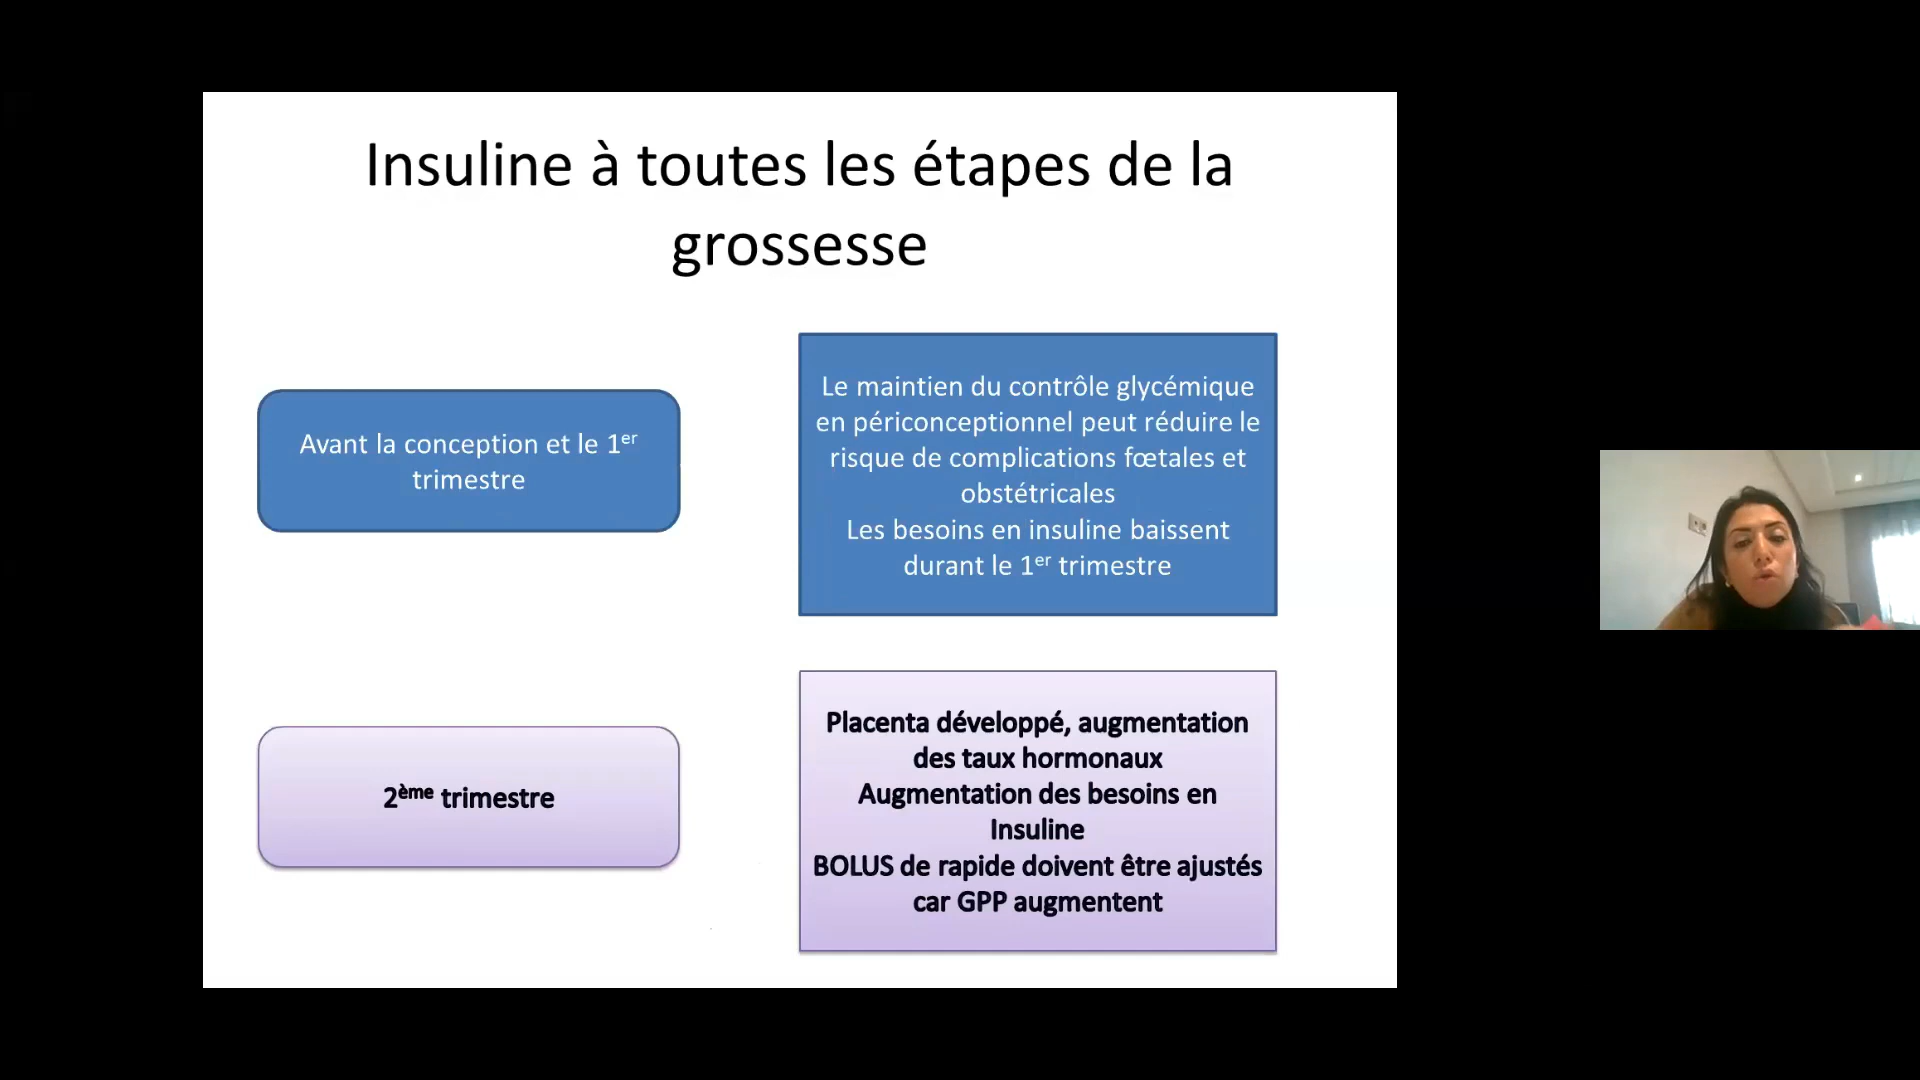 Insuline à toutes les étapes de la
grossesse
Avant la conception et le 1er
trimestre
Le maintien du contrôle glycémique
en périconceptionnel peut réduire le
risque de complications fœtales et
obstétricales
Les besoins en insuline baissent
durant le 1er trimestre
2ème trimestre
Placenta développé, augmentation
des taux hormonaux
Augmentation des besoins en
Insuline
BOLUS de rapide doivent être ajustés
car GPP augmentent